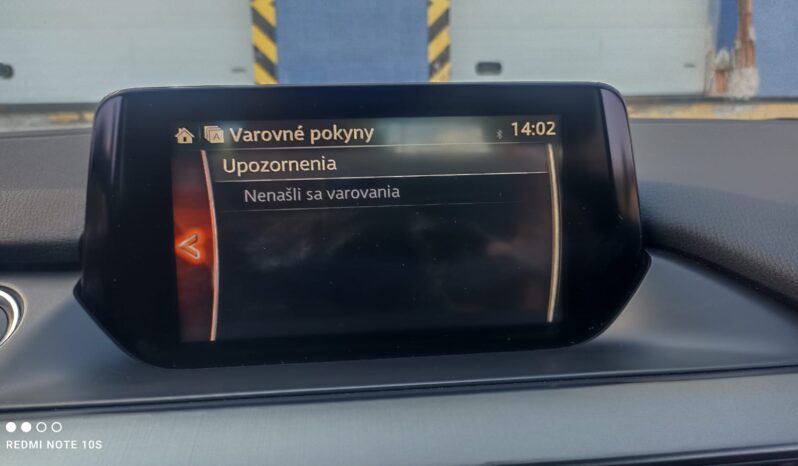 A Varovné pokyny 14:02
Upozornenia
Nenašli sa varovania
REDMI NOTE 10S